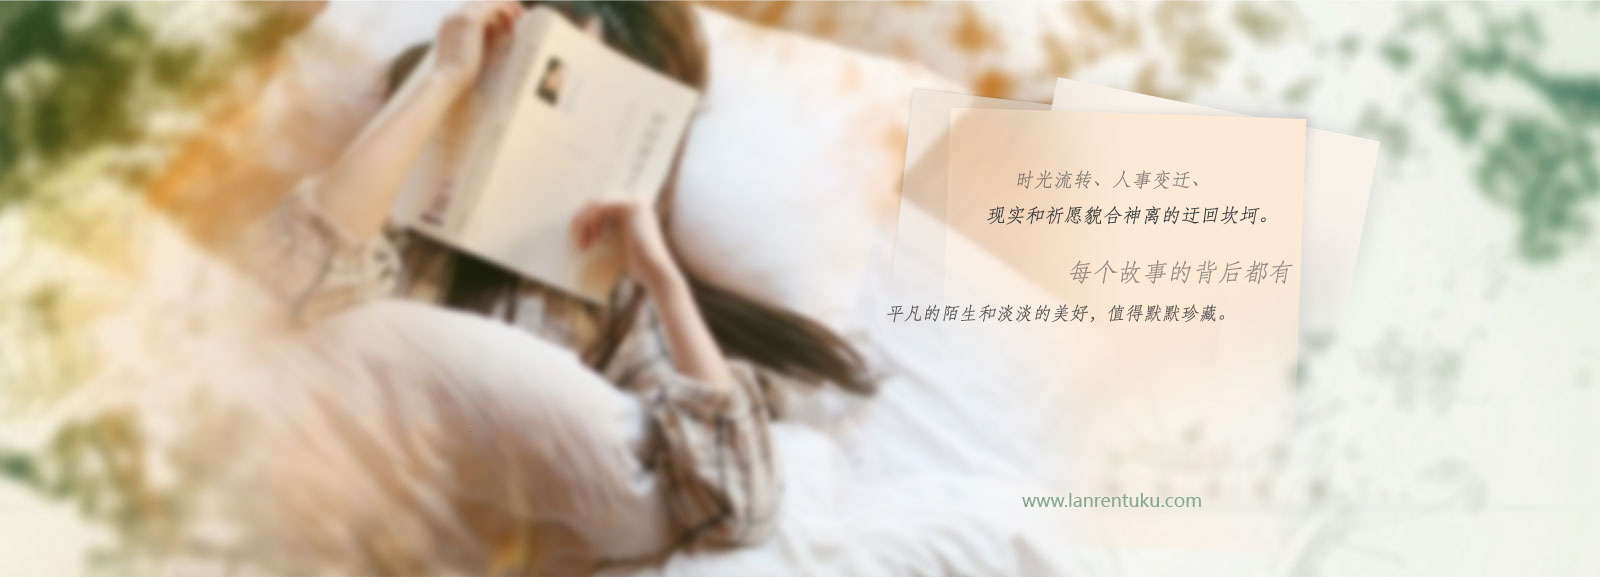 时光流转、人事变迁、
现实和祈愿貌合神离的迂回坎坷。
每个故事的背后都有
平凡的陌生和淡淡的美好，值得默默珍藏。
www.lanrentuku.com